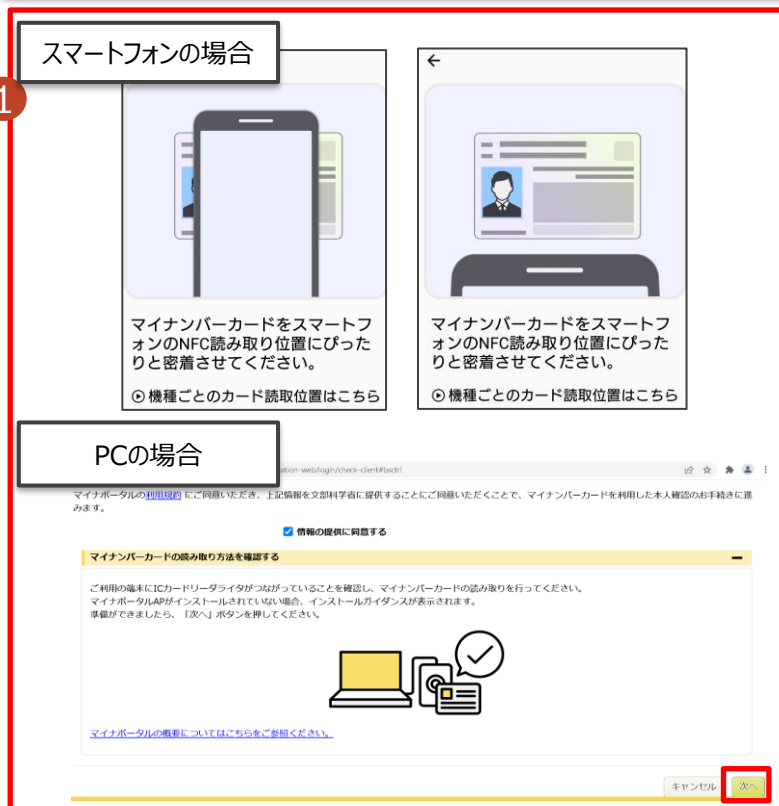 スマートフォンの場合
1
マイナンバーカードをスマートフ
ォンのNFC読み取り位置にぴった
りと密着させてください。
機種ごとのカード読取位置はこちら
マイナンバーカードをスマートフ
ォンのNFC読み取り位置にぴった
りと密着させてください。
機種ごとのカード読取位置はこちら
PCの場合
ation-web/login/check-client#bsctrl
マイナポータルの利用規約 にご同意いただき、上記情報を文部科学省に提供することにご同意いただくことで、マイナンバーカードを利用した本人確認のお手続きに進
みます。
情報の提供に同意する
マイナンバーカードの読み取り方法を確認する
ご利用の端末にICカードリーダライタがつながっていることを確認し、マイナンバーカードの読み取りを行ってください。
マイナポータルAPがインストールされていない場合、インストールガイダンスが表示されます。
準備ができましたら、「次へ」ボタンを押してください。
マイナポータルの概要についてはこちらをご参照ください。
キャンセル
次へ